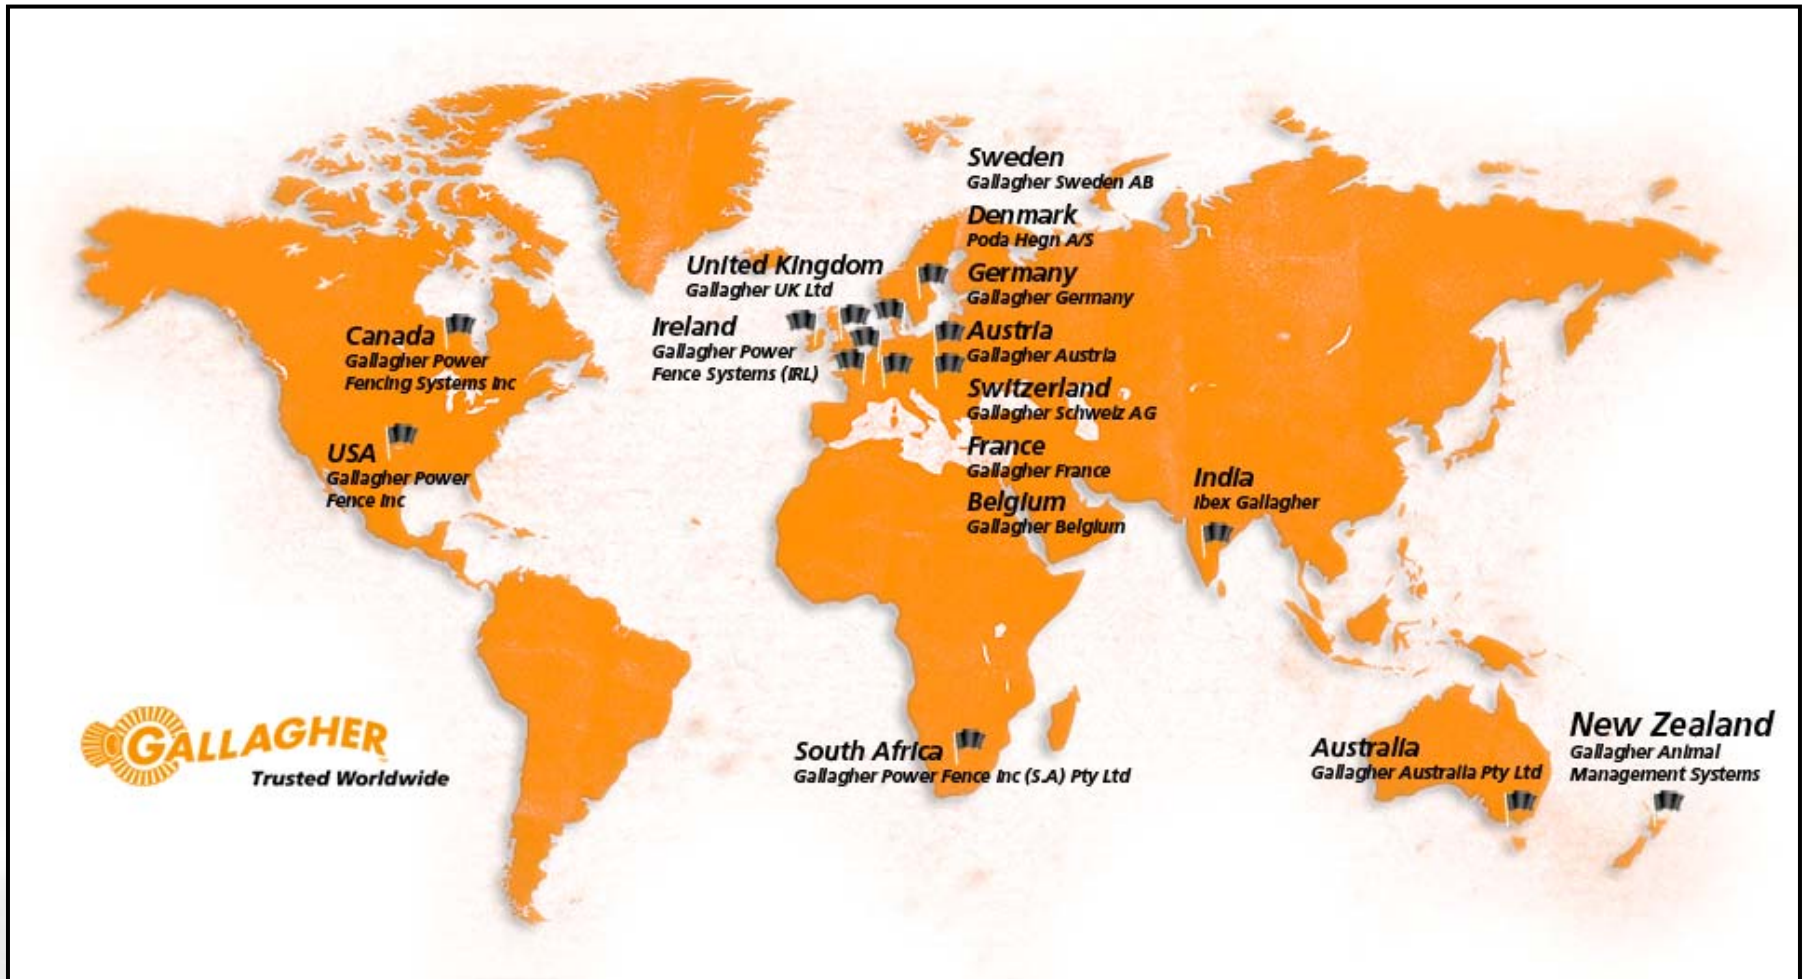 Sweden
Gallagher Sweden AB
Denmark
Poda Hegn A/S
United Kingdom
Gallagher UK Ltd
Germany
Gallagher Germany
Ireland
Gallagher Power
Fence Systems (IRL)
Austria
Gallagher Austria
Canada
Gallagher Power
Fencing Systems Inc
Switzerland
Gallagher Schweiz AG
USA
Gallagher Power
Fence Inc
France
Gallagher France
India
Ibex Gallagher
Belgium
Gallagher Belgium
GALLAGHER
Trusted Worldwide
South Africa
Gallagher Power Fence Inc (S.A) Pty Ltd
Australia
Gallagher Australia Pty Ltd
New Zealand
Gallagher Animal
Management Systems